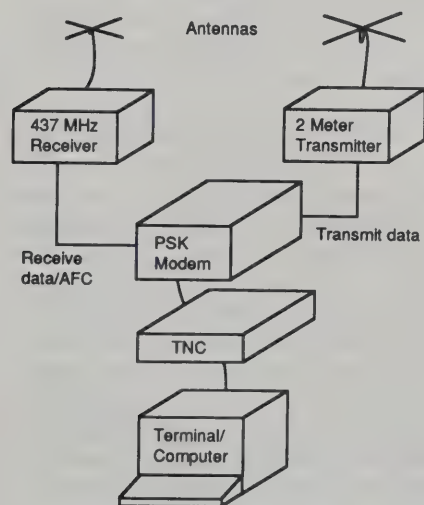 Antennas
437 MHz
Receiver
2 Meter
Transmitter
PSK
Modem
Transmit data
Receive
data/AFC
TNC
Terminal/
Computer